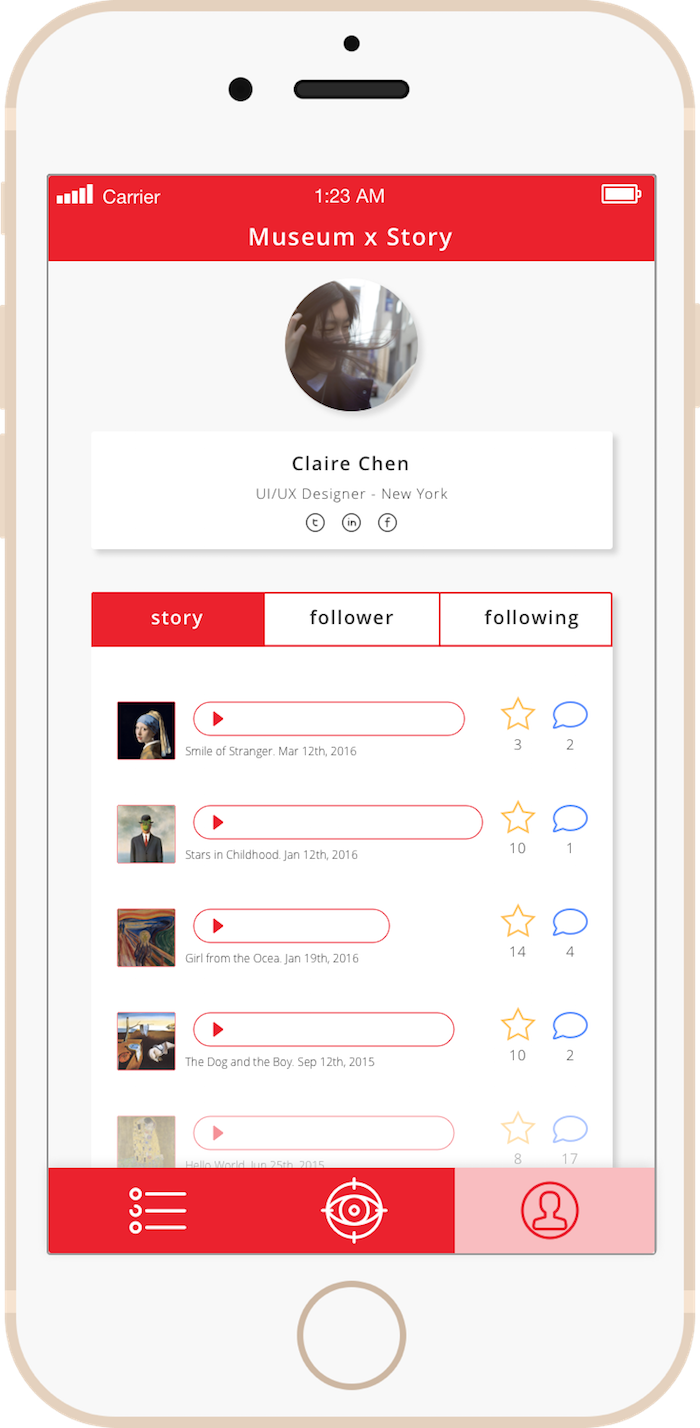 Carrier 1:23 AM
Museum x Story
Claire Chen
UI/UX Designer - New York
t in f
story follower following
Smile of Stranger. Mar 12th, 2016
3 2
Stars in Childhood. Jan 12th, 2016
10 1
Girl from the Ocea. Jan 19th, 2016
14 4
The Dog and the Boy. Sep 12th, 2015
10 2
Hello World. Jun 25th, 2015
8 17